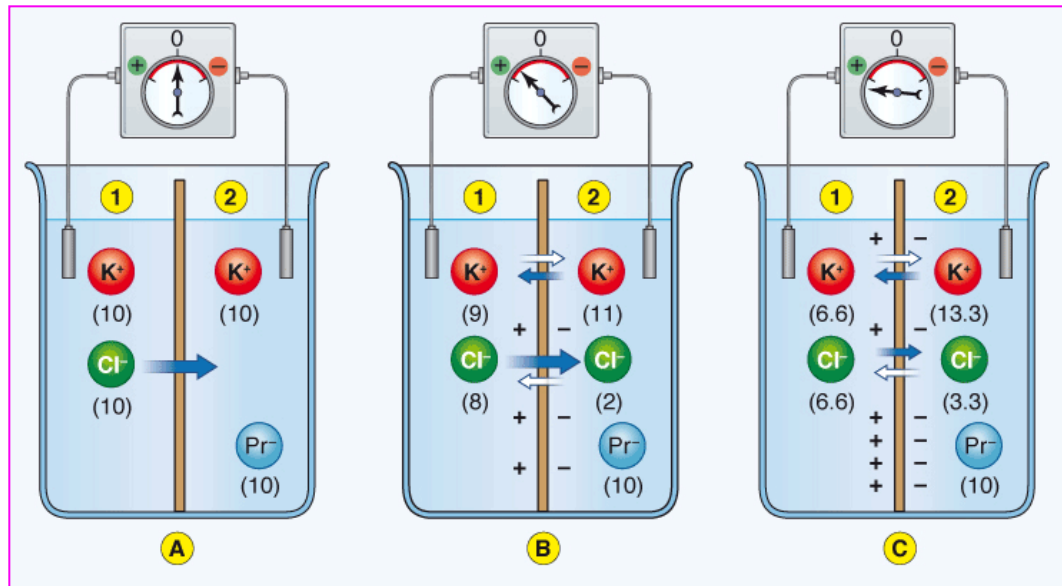 0
+ −
1 2
K⁺ K⁺
(10) (10)
Cl⁻
(10)
Pr⁻
(10)
A
0
+ −
1 2
K⁺ K⁺
(9) (11)
+ −
Cl⁻ Cl⁻
(8) (2)
+ −
Pr⁻
+ −
(10)
B
0
+ −
1 2
+ −
K⁺ K⁺
(6.6) (13.3)
+ −
Cl⁻ Cl⁻
(6.6) (3.3)
+ −
+ −
Pr⁻
+ −
+ −
(10)
C